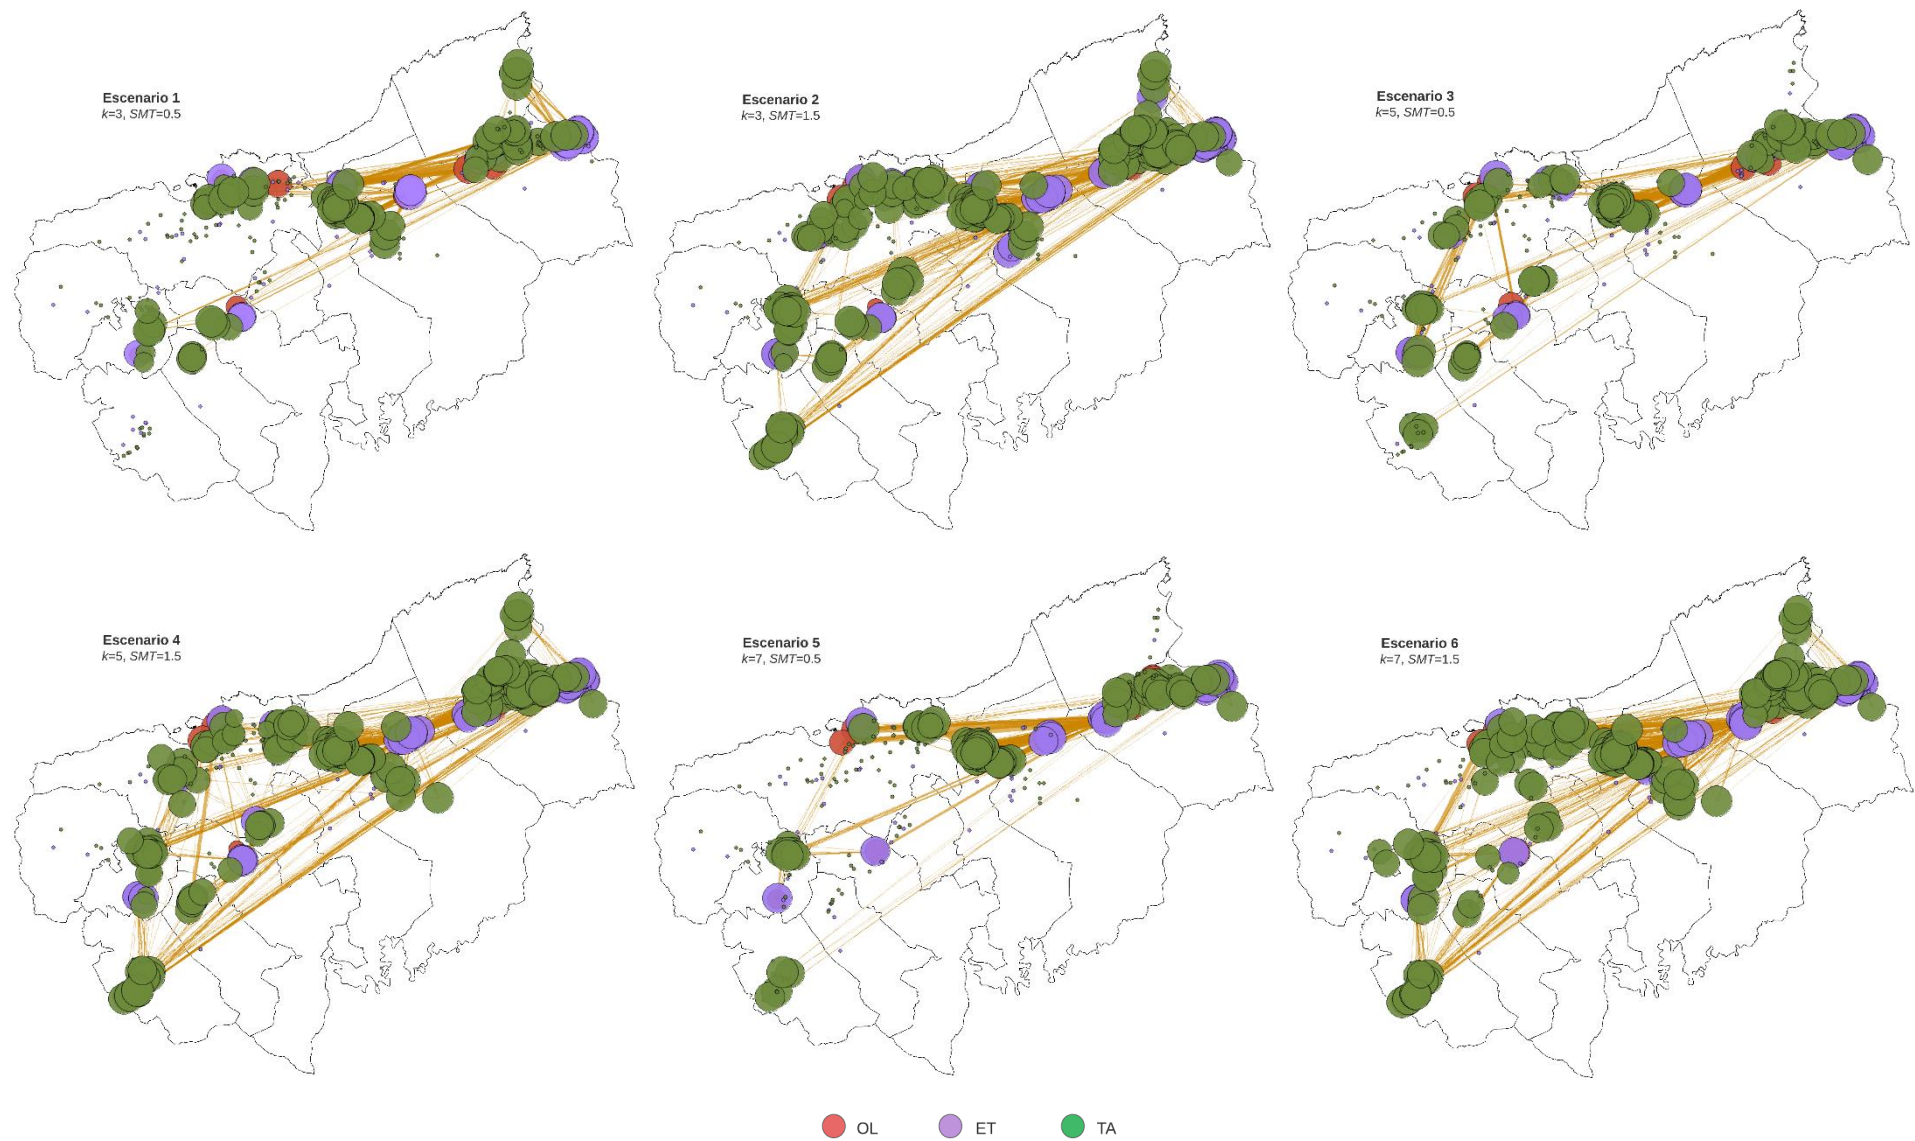 Escenario 1
k=3, SMT=0.5
Escenario 2
k=3, SMT=1.5
Escenario 3
k=5, SMT=0.5
Escenario 4
k=5, SMT=1.5
Escenario 5
k=7, SMT=0.5
Escenario 6
k=7, SMT=1.5
OL ET TA